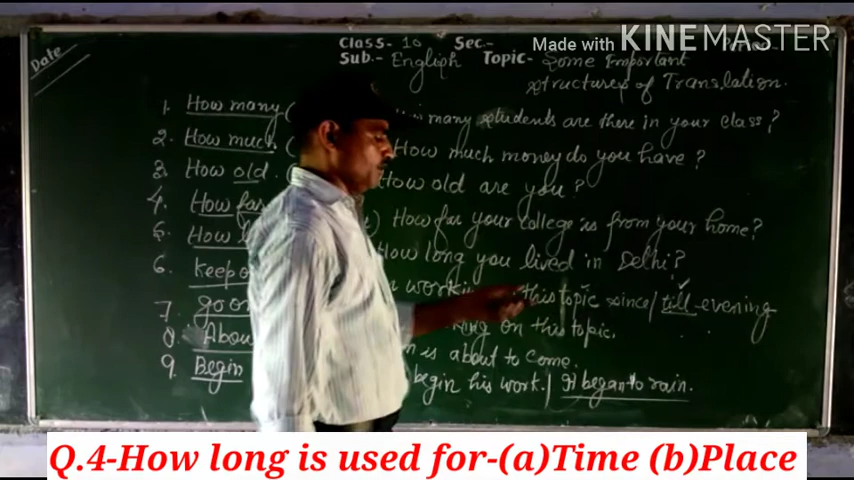 Made with KINEMASTER
Date
Class- 10 Sec.-
Sub.- English Topic- Some Important
structures of Translation.
1. How many ( many students are there in your class?
2. How much ( How much money do you have?
3. How old. How old are you?
4. How far How far your college is from your home?
5. How How long you lived in Delhi?
6. Keep this topic since/till evening
7. go on on this topic.
8. Abou is about to come.
9. Begin begin his work./ It began to rain.
Q.4-How long is used for-(a)Time (b)Place